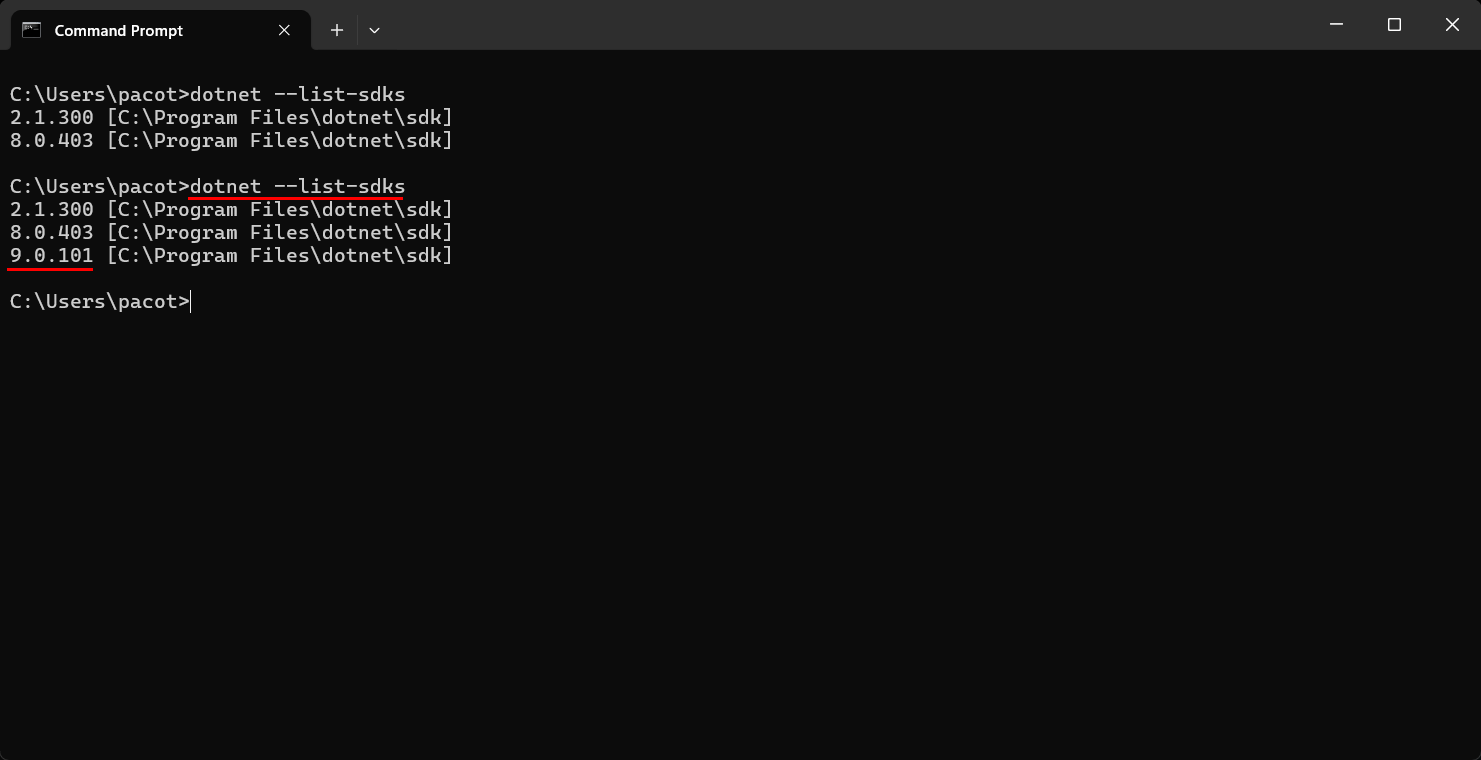 Command Prompt
C:\Users\pacot>dotnet --list-sdks
2.1.300 [C:\Program Files\dotnet\sdk]
8.0.403 [C:\Program Files\dotnet\sdk]
C:\Users\pacot>dotnet --list-sdks
2.1.300 [C:\Program Files\dotnet\sdk]
8.0.403 [C:\Program Files\dotnet\sdk]
9.0.101 [C:\Program Files\dotnet\sdk]
C:\Users\pacot>